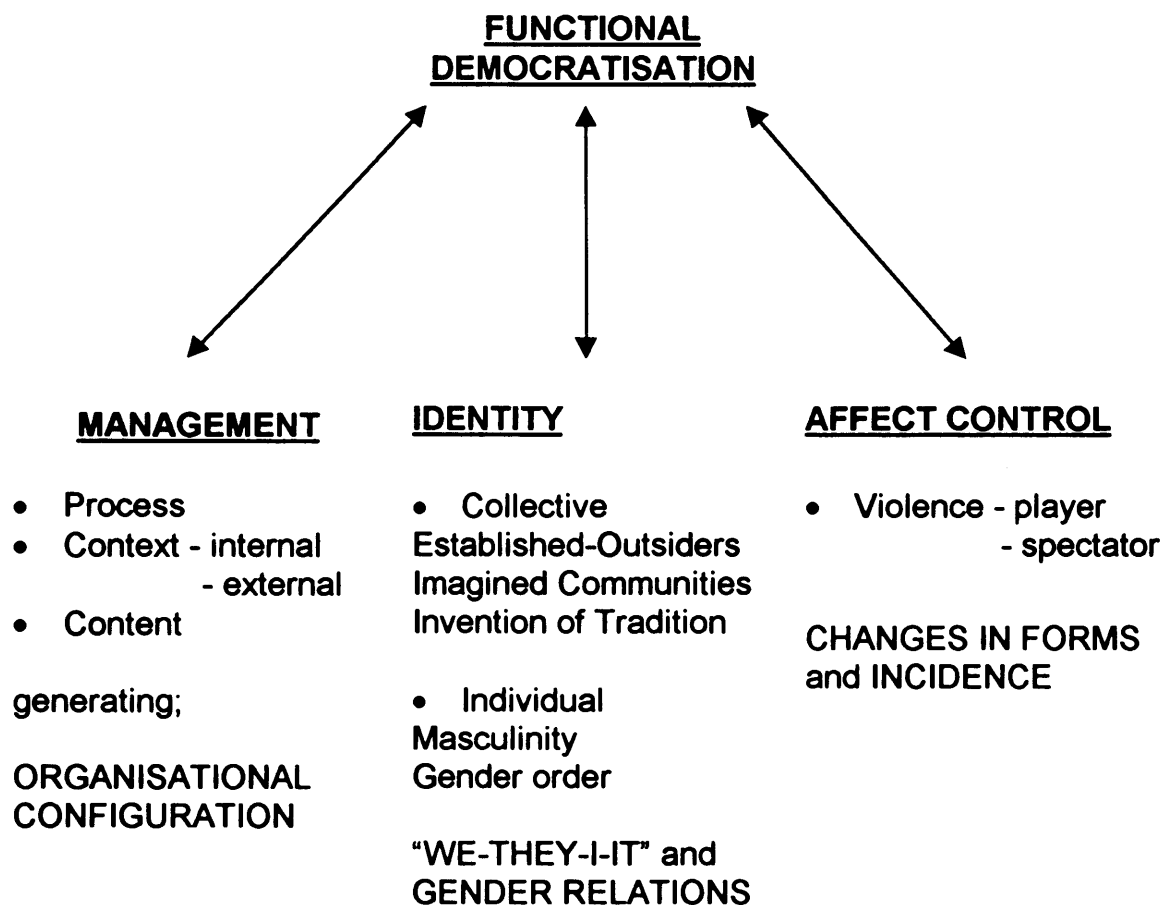 FUNCTIONAL
DEMOCRATISATION
MANAGEMENT
• Process
• Context - internal
- external
• Content
generating;
ORGANISATIONAL
CONFIGURATION
IDENTITY
• Collective
Established-Outsiders
Imagined Communities
Invention of Tradition
• Individual
Masculinity
Gender order
“WE-THEY-I-IT” and
GENDER RELATIONS
AFFECT CONTROL
• Violence - player
- spectator
CHANGES IN FORMS
and INCIDENCE